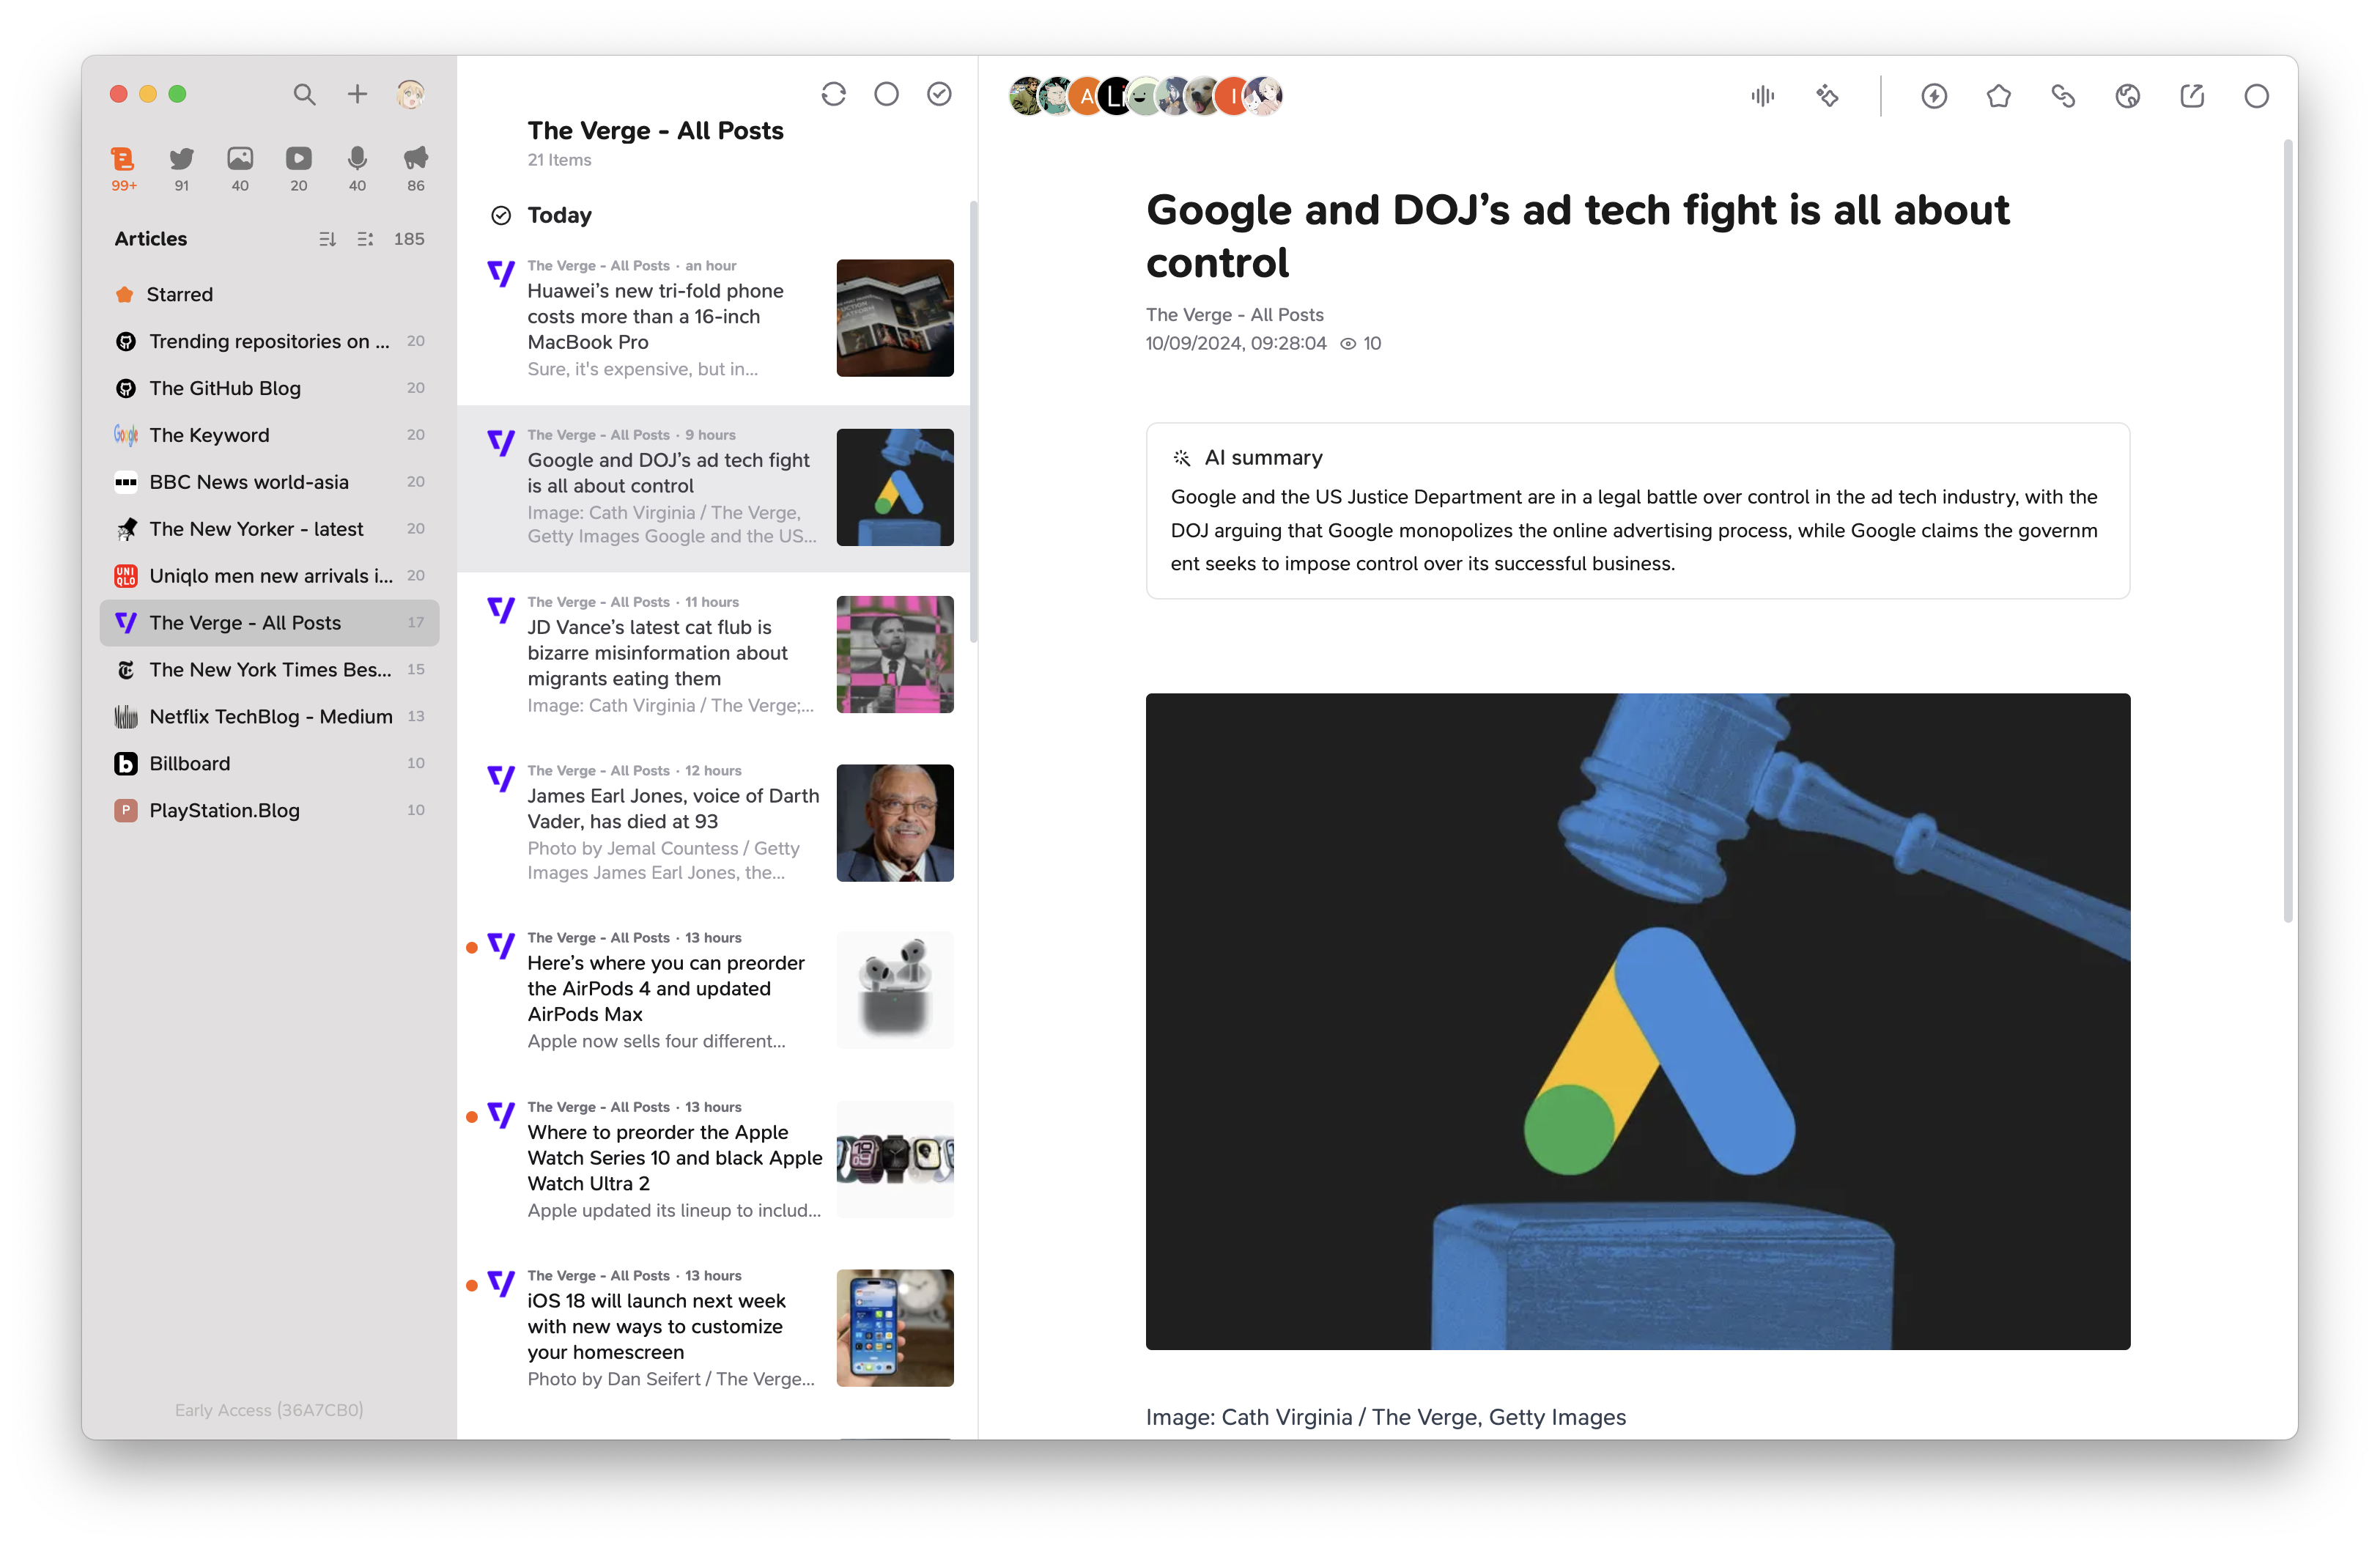 99+
91
40
20
40
86
Articles
185
Starred
Trending repositories on ...
20
The GitHub Blog
20
Google
The Keyword
20
BBC News world-asia
20
The New Yorker - latest
20
UNI
QLO
Uniqlo men new arrivals i...
20
The Verge - All Posts
17
The New York Times Bes...
15
Netflix TechBlog - Medium
13
b
Billboard
10
P
PlayStation.Blog
10
Early Access (36A7CB0)
The Verge - All Posts
21 Items
Today
The Verge - All Posts · an hour
Huawei’s new tri-fold phone
costs more than a 16-inch
MacBook Pro
Sure, it's expensive, but in...
The Verge - All Posts · 9 hours
Google and DOJ’s ad tech fight
is all about control
Image: Cath Virginia / The Verge,
Getty Images Google and the US...
The Verge - All Posts · 11 hours
JD Vance’s latest cat flub is
bizarre misinformation about
migrants eating them
Image: Cath Virginia / The Verge;...
The Verge - All Posts · 12 hours
James Earl Jones, voice of Darth
Vader, has died at 93
Photo by Jemal Countess / Getty
Images James Earl Jones, the...
The Verge - All Posts · 13 hours
Here’s where you can preorder
the AirPods 4 and updated
AirPods Max
Apple now sells four different...
The Verge - All Posts · 13 hours
Where to preorder the Apple
Watch Series 10 and black Apple
Watch Ultra 2
Apple updated its lineup to includ...
The Verge - All Posts · 13 hours
iOS 18 will launch next week
with new ways to customize
your homescreen
Photo by Dan Seifert / The Verge...
A
Li
I
Google and DOJ’s ad tech fight is all about
control
The Verge - All Posts
10/09/2024, 09:28:04
10
AI summary
Google and the US Justice Department are in a legal battle over control in the ad tech industry, with the
DOJ arguing that Google monopolizes the online advertising process, while Google claims the governm
ent seeks to impose control over its successful business.
Image: Cath Virginia / The Verge, Getty Images